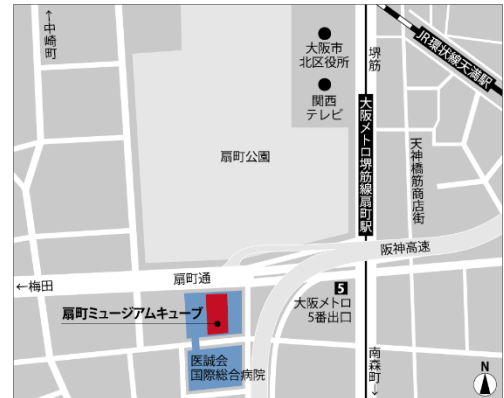 ←中崎町
大阪市
北区役所
関西
テレビ
堺筋
JR環状線天満駅
大阪メトロ堺筋線扇町駅
天神橋筋商店街
扇町公園
阪神高速
扇町通
←梅田
5
大阪メトロ
5番出口
扇町ミュージアムキューブ
医誠会
国際総合病院
南森町→
N